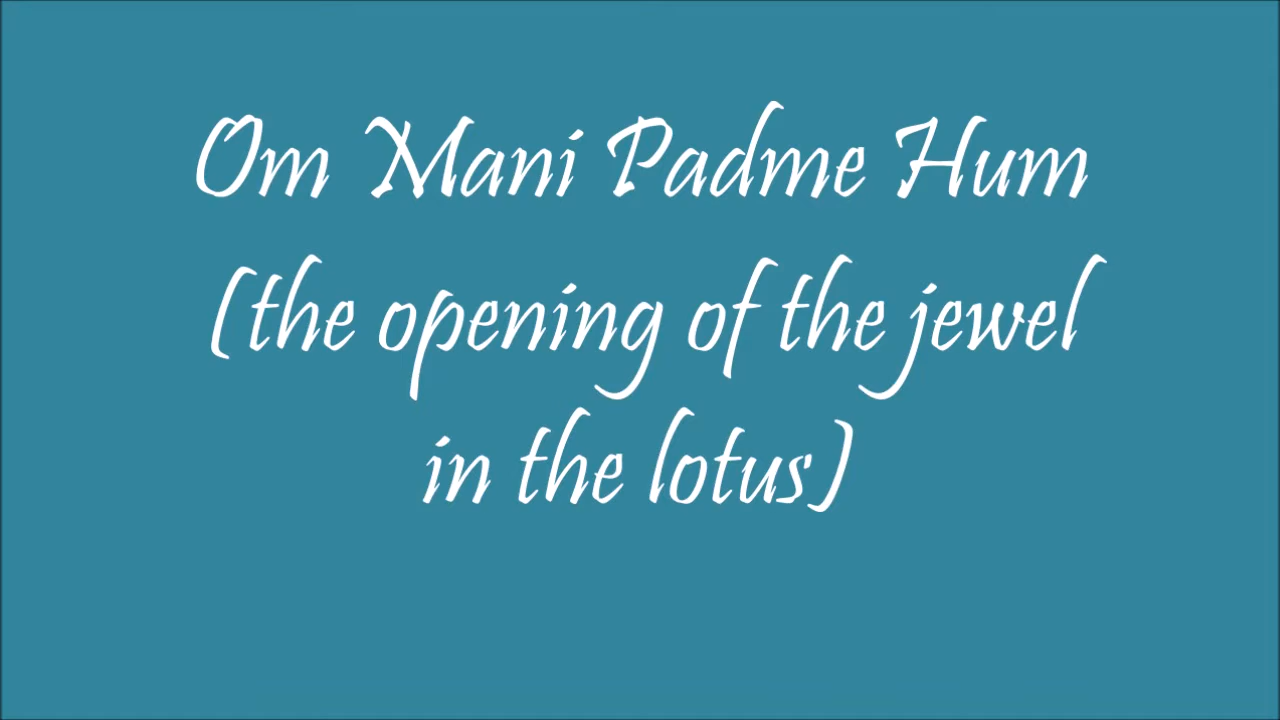 Om Mani Padme Hum
(the opening of the jewel
in the lotus)